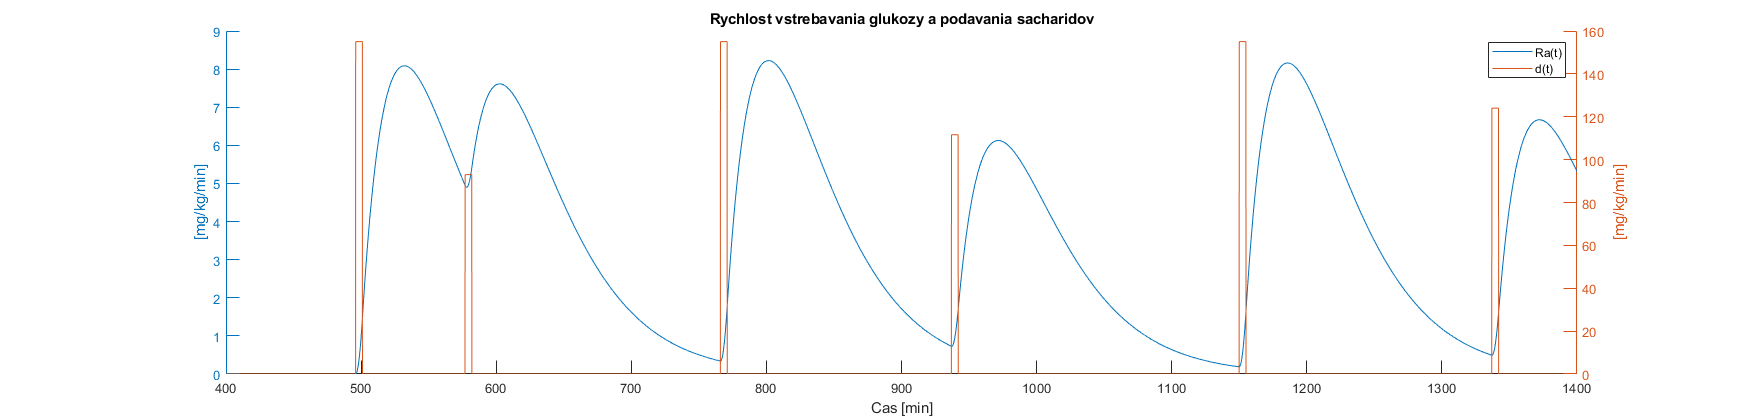 Rychlost vstrebavania glukozy a podavania sacharidov
9
8
7
6
5
4
3
2
1
0
[mg/kg/min]
160
140
120
100
80
60
40
20
0
[mg/kg/min]
Ra(t)
d(t)
400 500 600 700 800 900 1000 1100 1200 1300 1400
Cas [min]